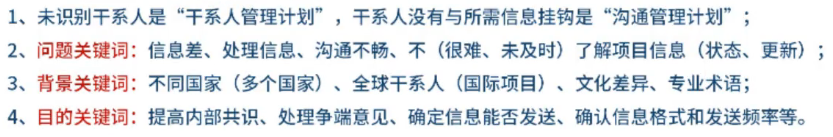 1、未识别干系人是“干系人管理计划”，干系人没有与所需信息挂钩是“沟通管理计划”；
2、问题关键词：信息差、处理信息、沟通不畅、不（很难、未及时）了解项目信息（状态、更新）；
3、背景关键词：不同国家（多个国家）、全球干系人（国际项目）、文化差异、专业术语；
4、目的关键词：提高内部共识、处理争端意见、确定信息能否发送、确认信息格式和发送频率等。